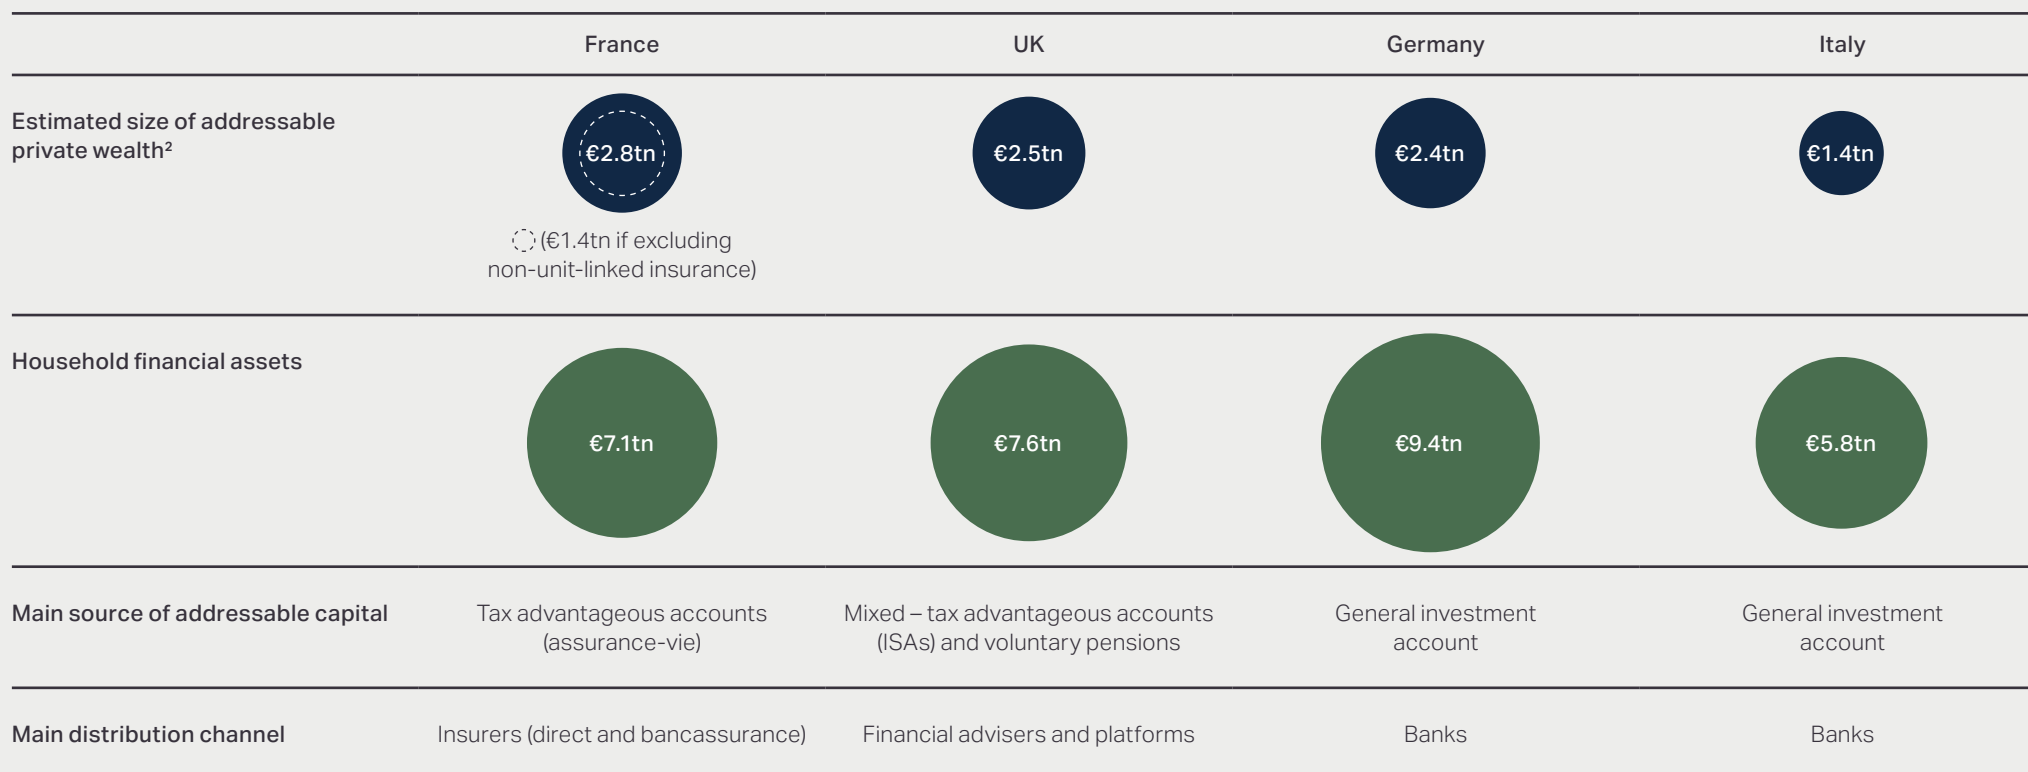 France
UK
Germany
Italy
Estimated size of addressable
private wealth²
€2.8tn
€2.5tn
€2.4tn
€1.4tn
(€1.4tn if excluding
non-unit-linked insurance)
Household financial assets
€7.1tn
€7.6tn
€9.4tn
€5.8tn
Main source of addressable capital
Tax advantageous accounts
(assurance-vie)
Mixed – tax advantageous accounts
(ISAs) and voluntary pensions
General investment
account
General investment
account
Main distribution channel
Insurers (direct and bancassurance)
Financial advisers and platforms
Banks
Banks